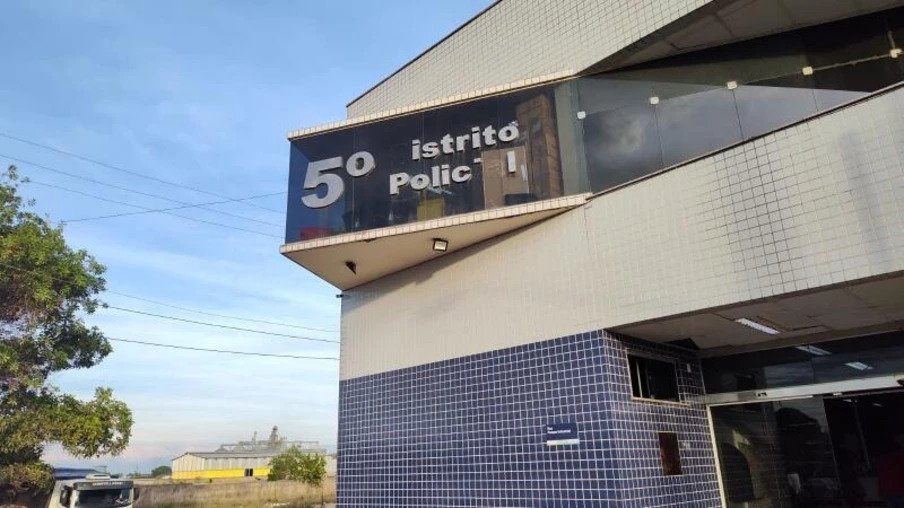 5º istrito
Polic l